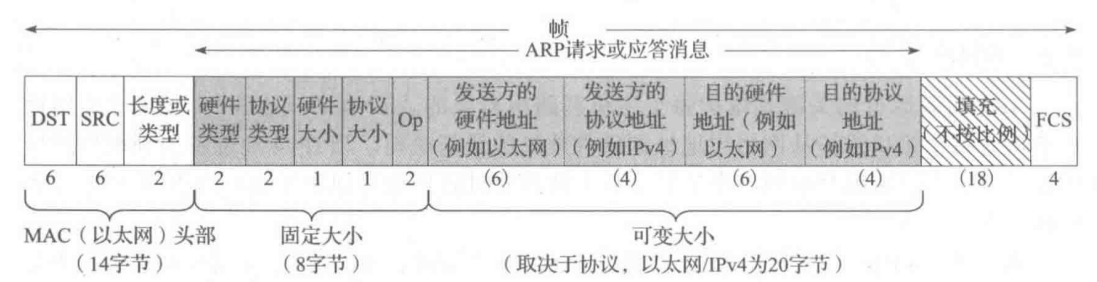 帧
ARP请求或应答消息
DST
SRC
长度或
类型
硬件
类型
协议
类型
硬件
大小
协议
大小
Op
发送方的
硬件地址
(例如以太网)
发送方的
协议地址
(例如IPv4)
目的硬件
地址(例如
以太网)
目的协议
地址
(例如IPv4)
填充
(不按比例)
FCS
6 6 2 2 2 1 1 2 (6) (4) (6) (4) (18) 4
MAC(以太网)头部
(14字节)
固定大小
(8字节)
可变大小
(取决于协议，以太网/IPv4为20字节)